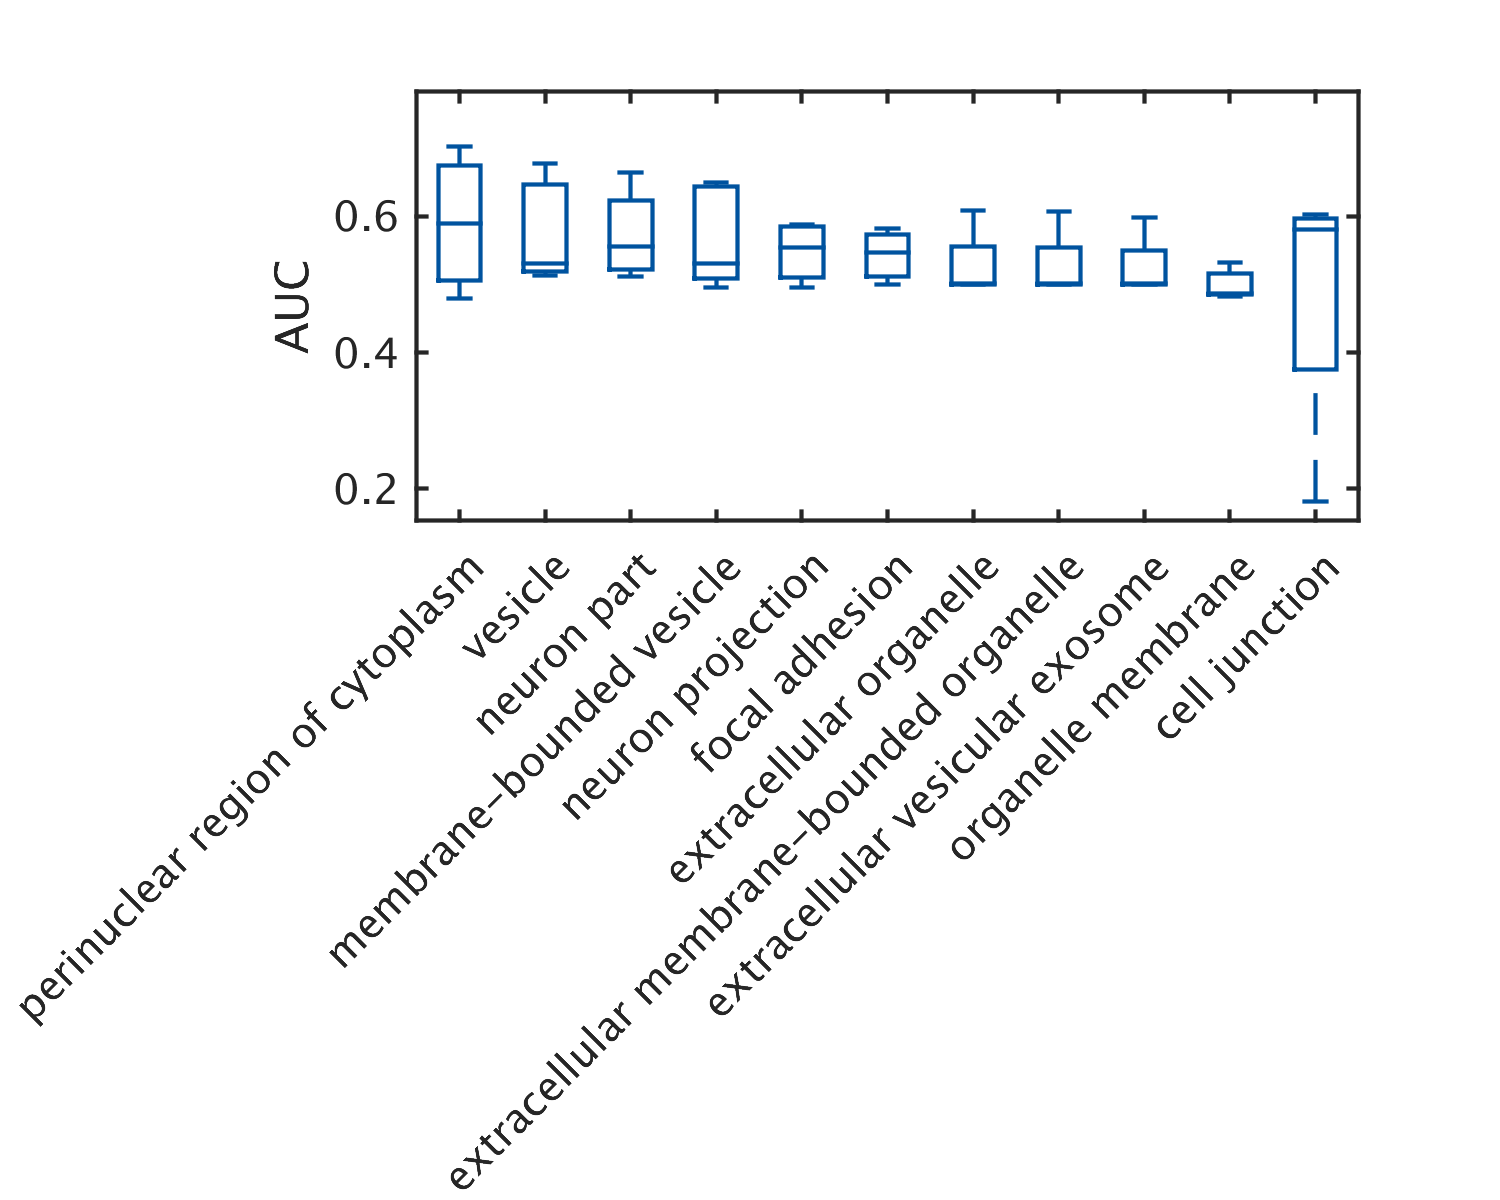 AUC
0.6
0.4
0.2
perinuclear region of cytoplasm
vesicle
neuron part
membrane−bounded vesicle
neuron projection
focal adhesion
extracellular organelle
extracellular membrane−bounded organelle
extracellular vesicular exosome
organelle membrane
cell junction